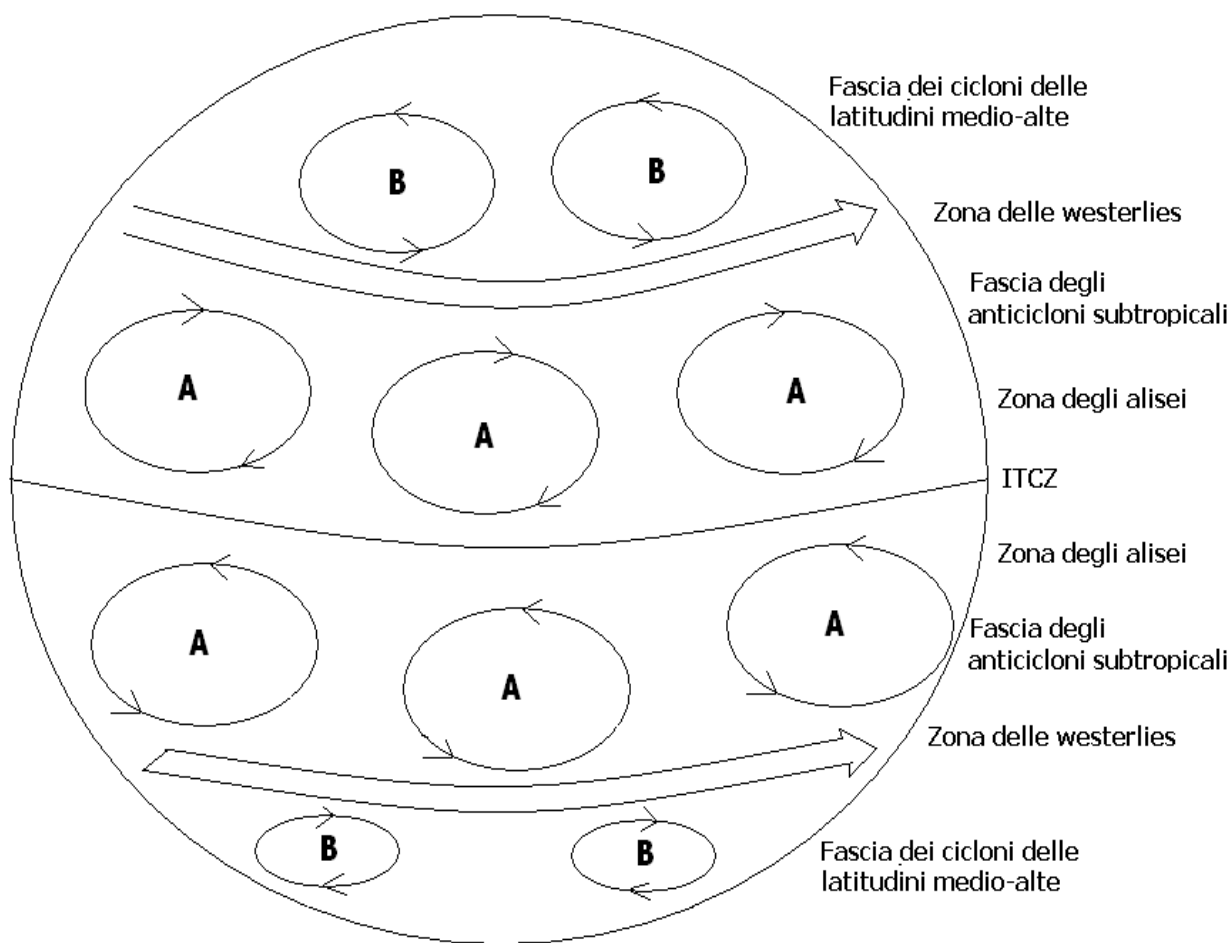 Fascia dei cicloni delle
latitudini medio-alte
B
B
Zona delle westerlies
Fascia degli
anticicloni subtropicali
A
A
A
Zona degli alisei
ITCZ
Zona degli alisei
A
A
A
Fascia degli
anticicloni subtropicali
Zona delle westerlies
B
B
Fascia dei cicloni delle
latitudini medio-alte